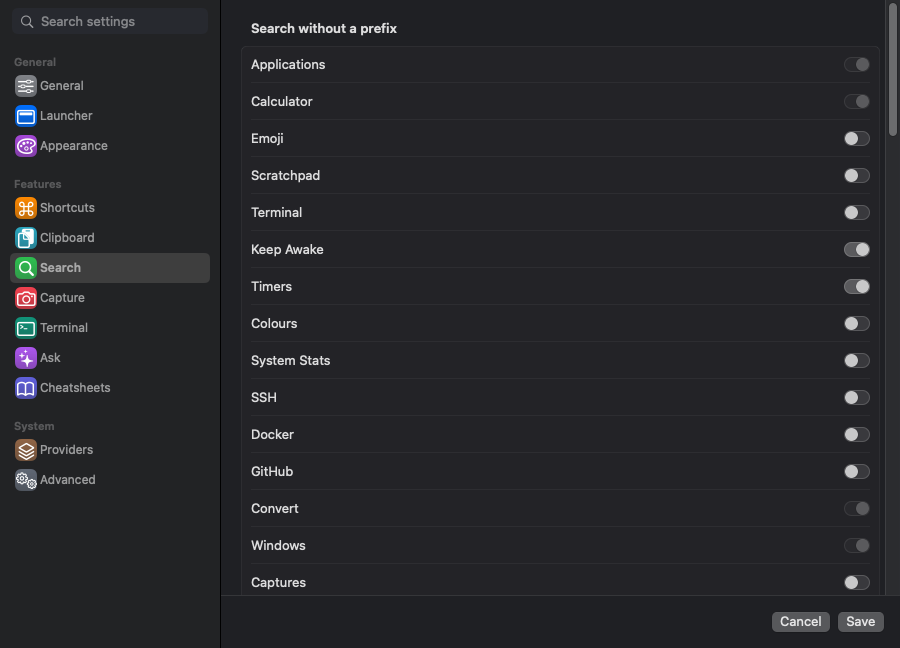 Search settings
General
General
Launcher
Appearance
Features
Shortcuts
Clipboard
Search
Capture
Terminal
Ask
Cheatsheets
System
Providers
Advanced
Search without a prefix
Applications
Calculator
Emoji
Scratchpad
Terminal
Keep Awake
Timers
Colours
System Stats
SSH
Docker
GitHub
Convert
Windows
Captures
Cancel
Save